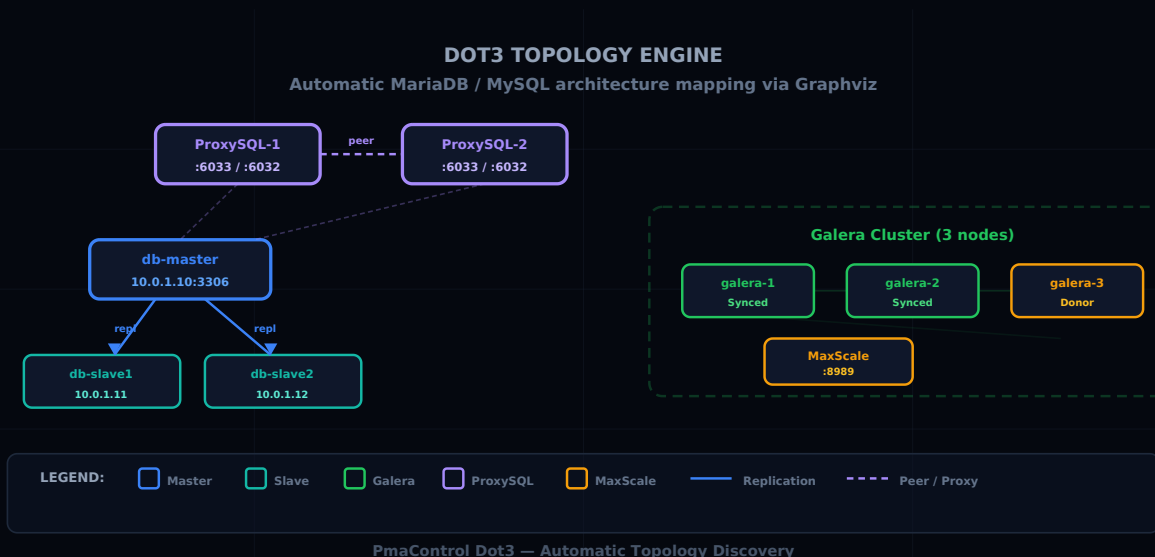 DOT3 TOPOLOGY ENGINE
Automatic MariaDB / MySQL architecture mapping via Graphviz
ProxySQL-1
:6033 / :6032
peer
ProxySQL-2
:6033 / :6032
db-master
10.0.1.10:3306
repl
repl
db-slave1
10.0.1.11
db-slave2
10.0.1.12
Galera Cluster (3 nodes)
galera-1
Synced
galera-2
Synced
galera-3
Donor
MaxScale
:8989
LEGEND:
Master
Slave
Galera
ProxySQL
MaxScale
Replication
Peer / Proxy
PmaControl Dot3 — Automatic Topology Discovery